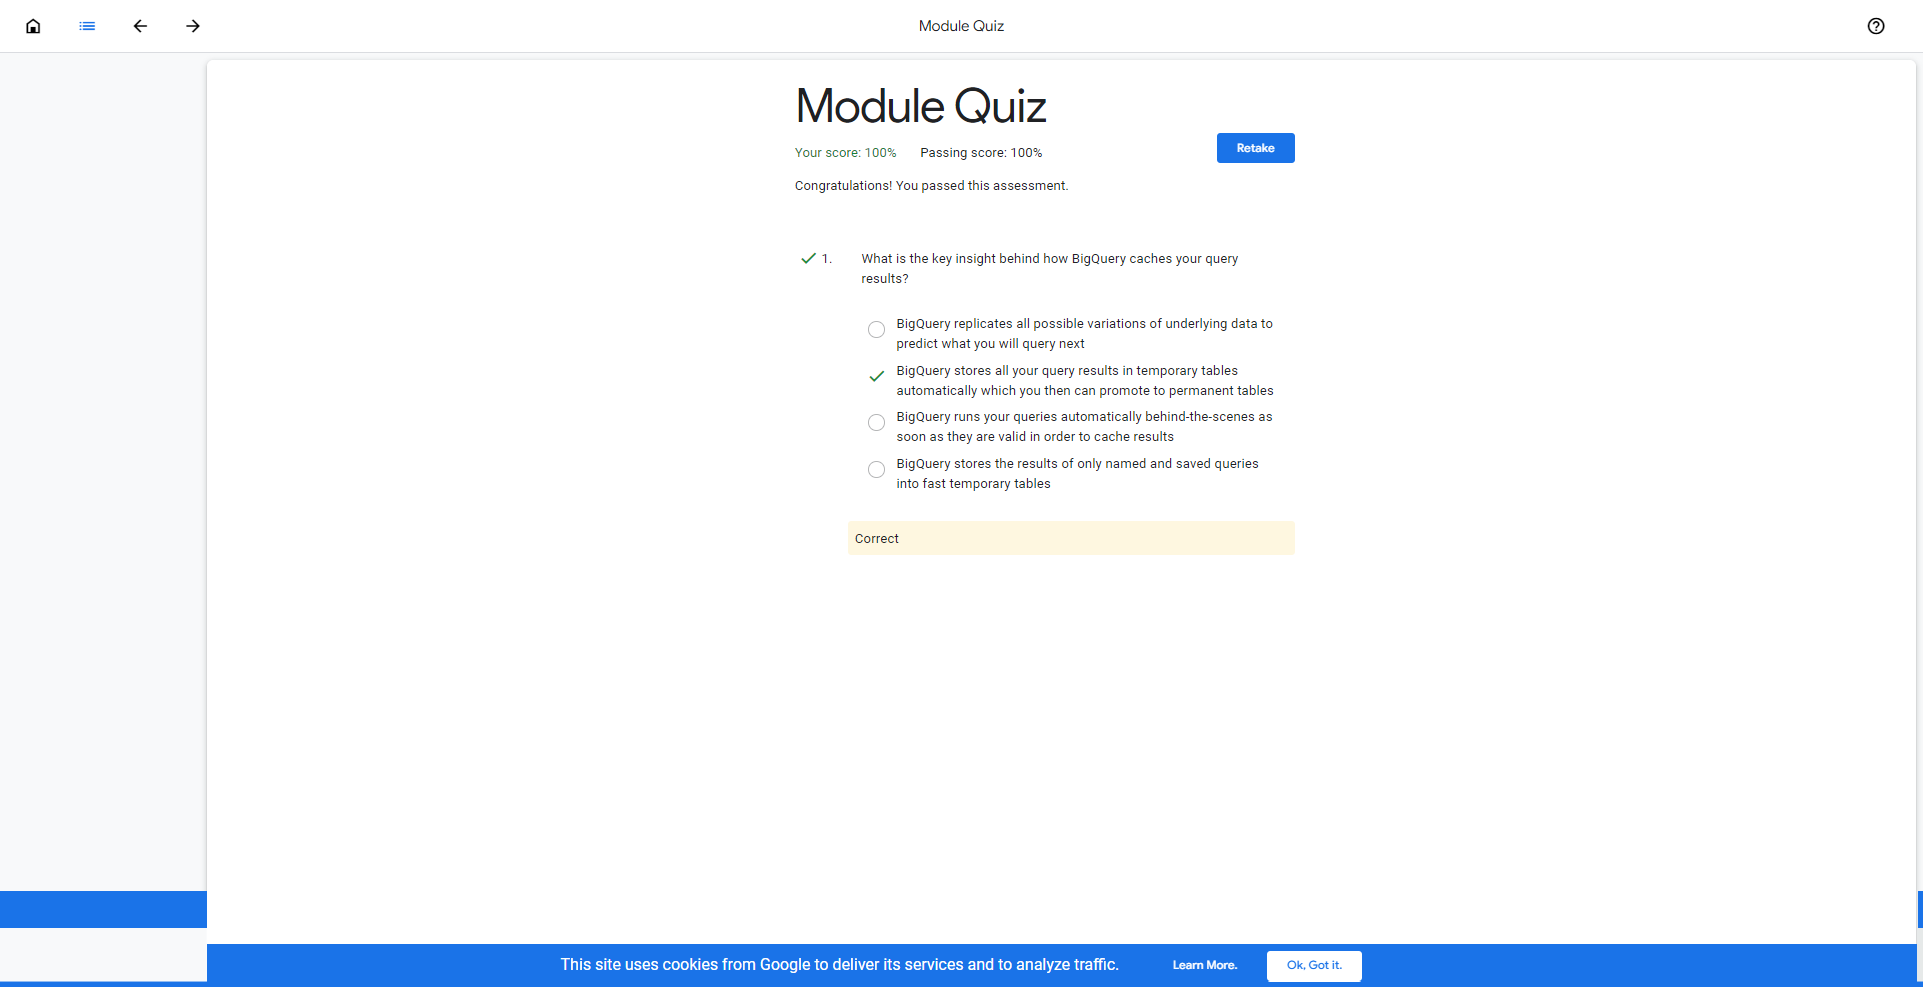 Module Quiz
Module Quiz
Your score: 100% Passing score: 100%
Retake
Congratulations! You passed this assessment.
1. What is the key insight behind how BigQuery caches your query
results?
BigQuery replicates all possible variations of underlying data to
predict what you will query next
BigQuery stores all your query results in temporary tables
automatically which you then can promote to permanent tables
BigQuery runs your queries automatically behind-the-scenes as
soon as they are valid in order to cache results
BigQuery stores the results of only named and saved queries
into fast temporary tables
Correct
This site uses cookies from Google to deliver its services and to analyze traffic. Learn More. Ok, Got it.